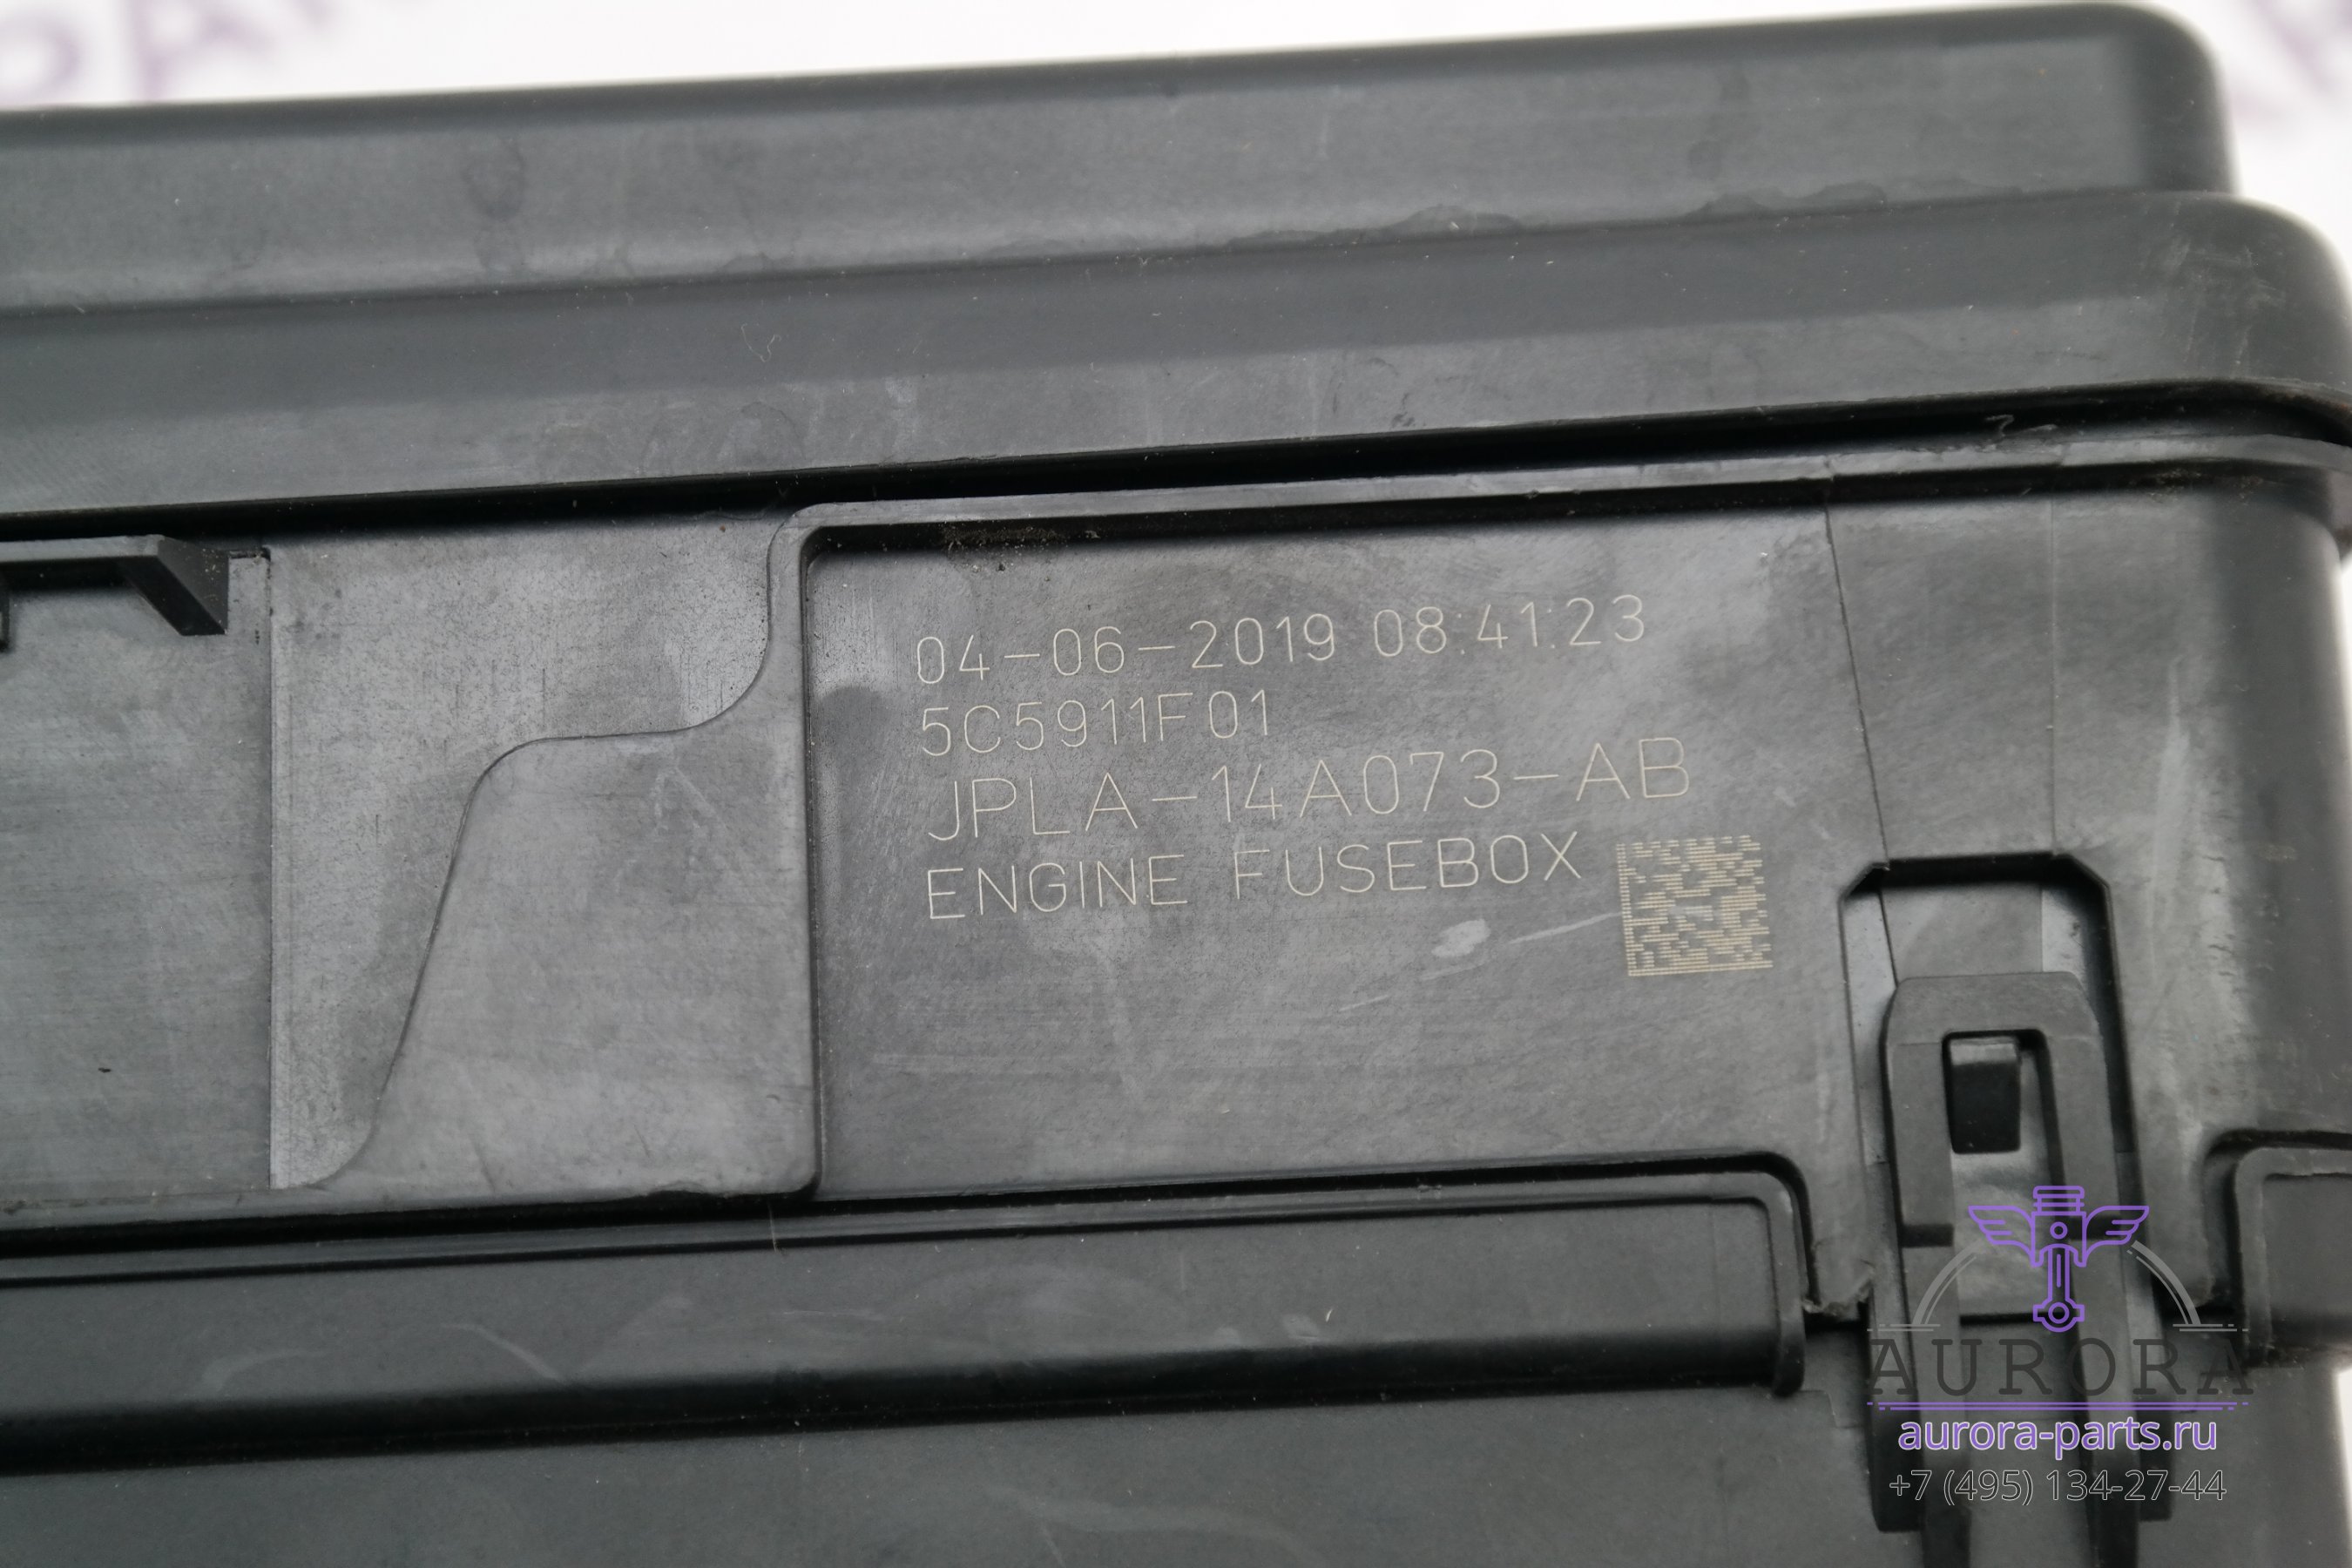 04-06-2019 08:41:23
5C5911F01
JPLA-14A073-AB
ENGINE FUSEBOX
AURORA
aurora-parts.ru
+7 (495) 134-27-44